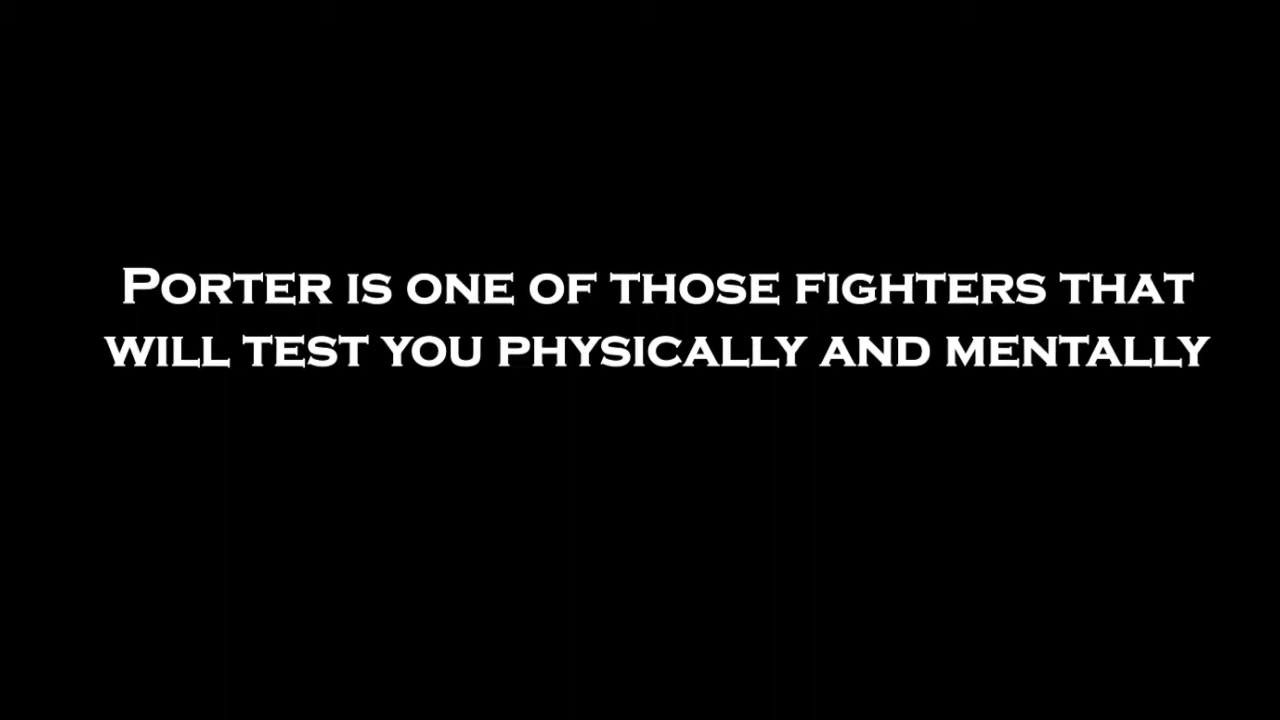 Porter is one of those fighters that
will test you physically and mentally